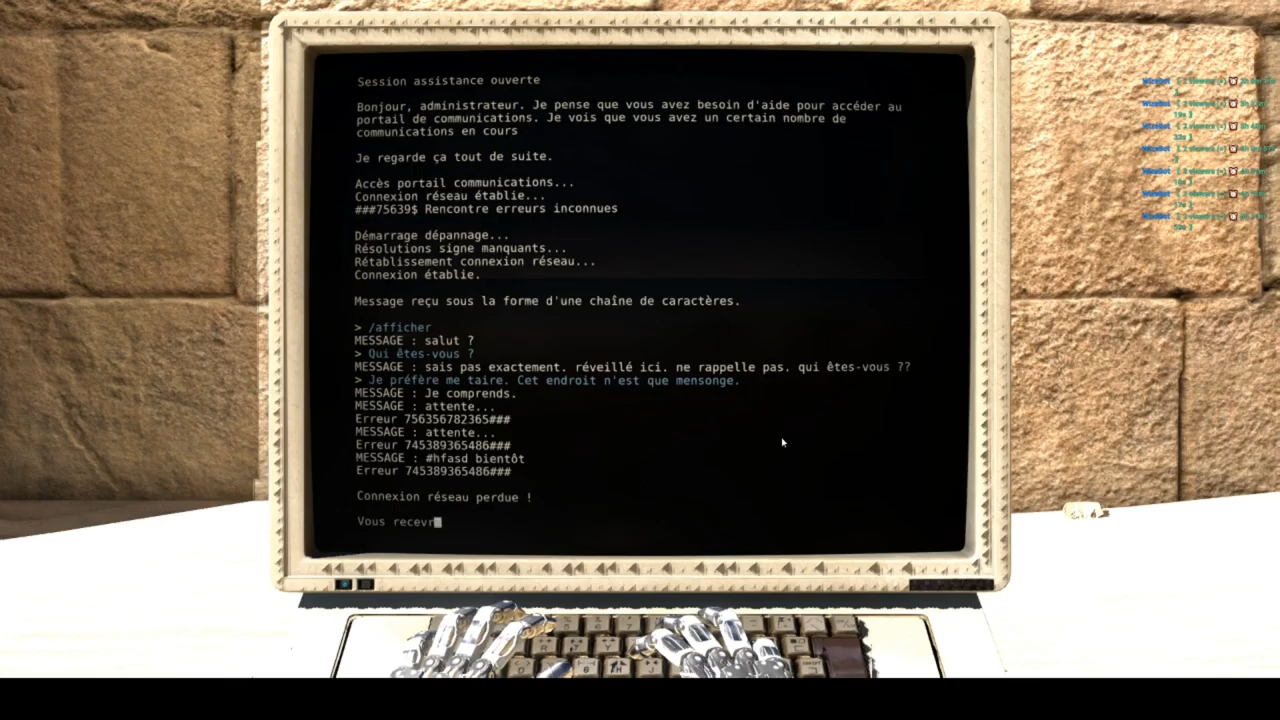 Session assistance ouverte
Bonjour, administrateur. Je pense que vous avez besoin d'aide pour accéder au
portail de communications. Je vois que vous avez un certain nombre de
communications en cours
Je regarde ça tout de suite.
Accès portail communications...
Connexion réseau établie...
###75639$ Rencontre erreurs inconnues
Démarrage dépannage...
Résolutions signe manquants...
Rétablissement connexion réseau...
Connexion établie.
Message reçu sous la forme d'une chaîne de caractères.
> /afficher
MESSAGE : salut ?
> Qui êtes-vous ?
MESSAGE : sais pas exactement. réveillé ici. ne rappelle pas. qui êtes-vous ??
> Je préfère me taire. Cet endroit n'est que mensonge.
MESSAGE : Je comprends.
MESSAGE : attente...
Erreur 756356782365###
MESSAGE : attente...
Erreur 745389365486###
MESSAGE : #hfasd bientôt
Erreur 745389365486###
Connexion réseau perdue !
Vous recevr